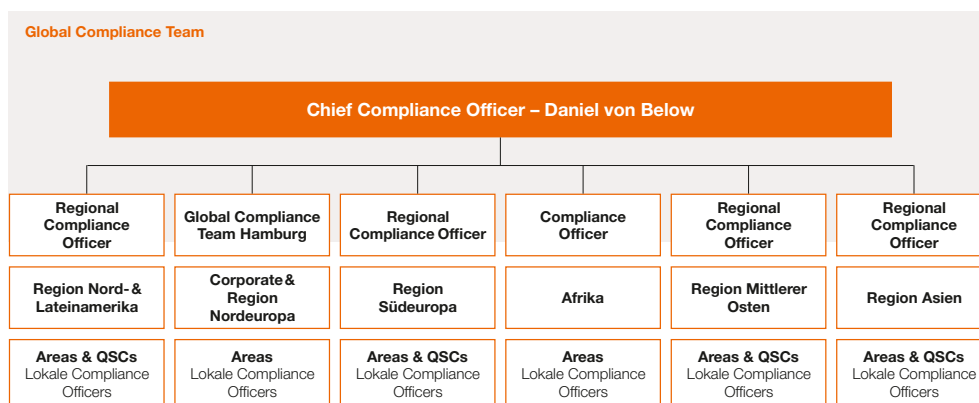 Global Compliance Team
Chief Compliance Officer – Daniel von Below
Regional
Compliance
Officer
Global Compliance
Team Hamburg
Regional
Compliance Officer
Compliance
Officer
Regional
Compliance
Officer
Regional
Compliance
Officer
Region Nord- &
Lateinamerika
Corporate &
Region
Nordeuropa
Region
Südeuropa
Afrika
Region Mittlerer
Osten
Region Asien
Areas & QSCs
Lokale Compliance
Officers
Areas
Lokale Compliance
Officers
Areas & QSCs
Lokale Compliance
Officers
Areas
Lokale Compliance
Officers
Areas & QSCs
Lokale Compliance
Officers
Areas & QSCs
Lokale Compliance
Officers